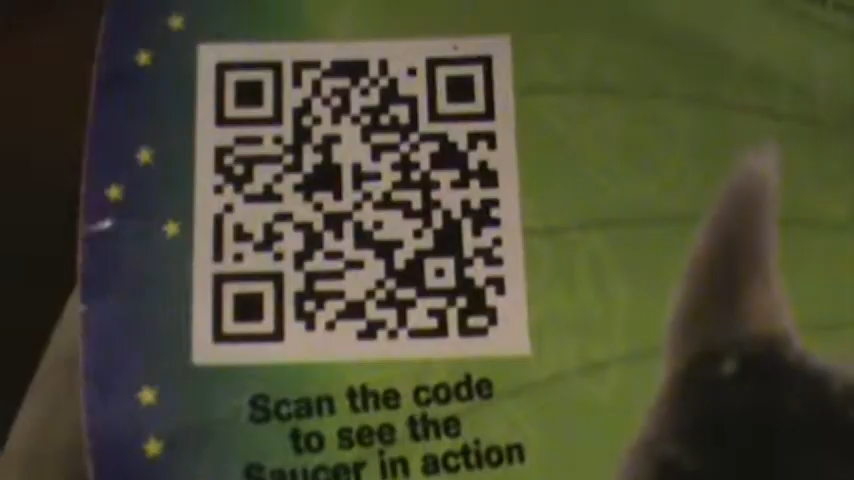 Scan the code
to see the
Saucer in action